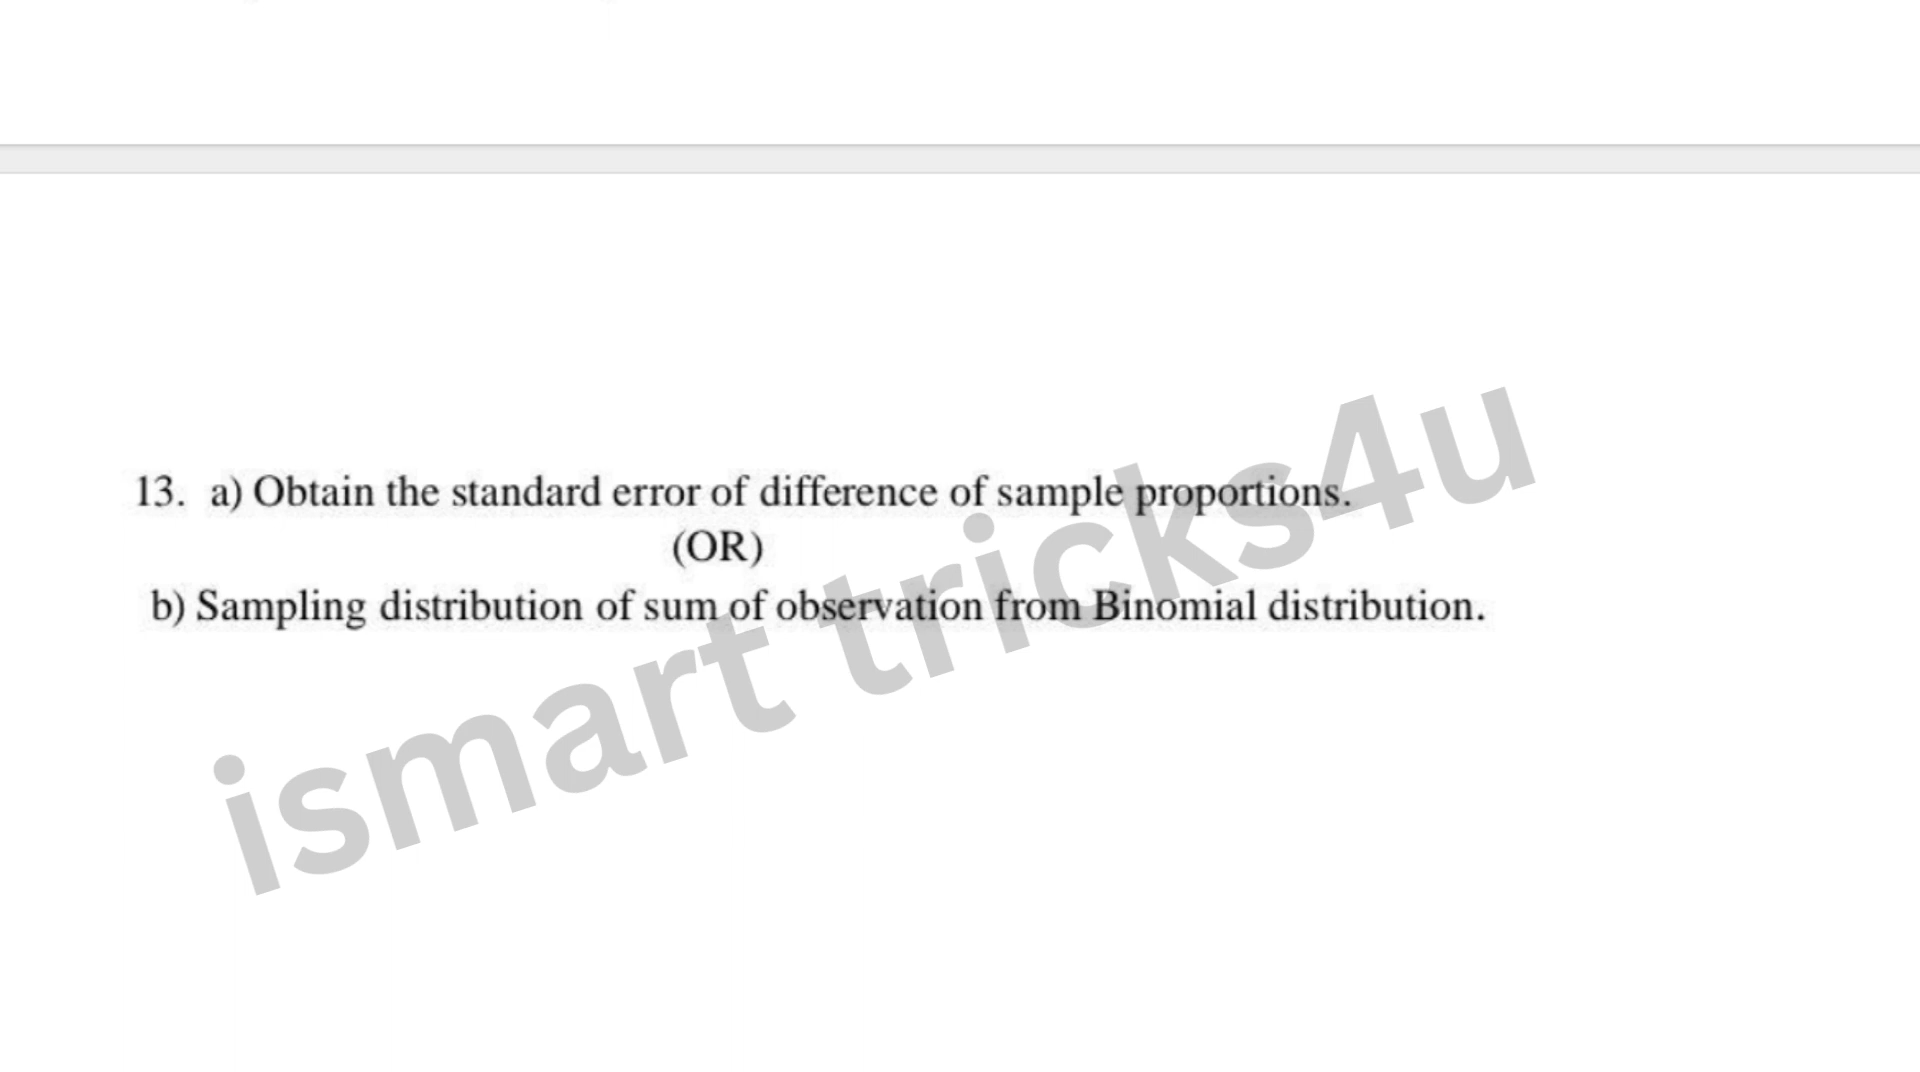 13. a) Obtain the standard error of difference of sample proportions.
(OR)
b) Sampling distribution of sum of observation from Binomial distribution.
ismart tricks4u